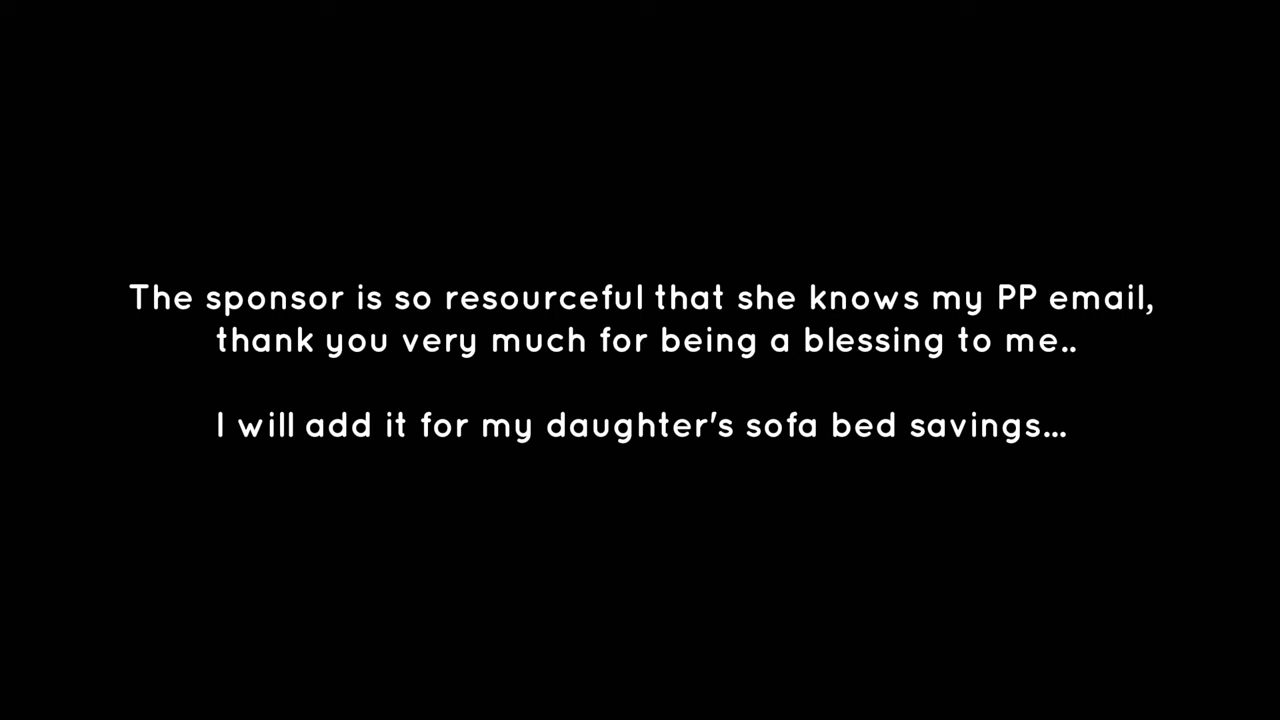 The sponsor is so resourceful that she knows my PP email,
thank you very much for being a blessing to me..
I will add it for my daughter's sofa bed savings...